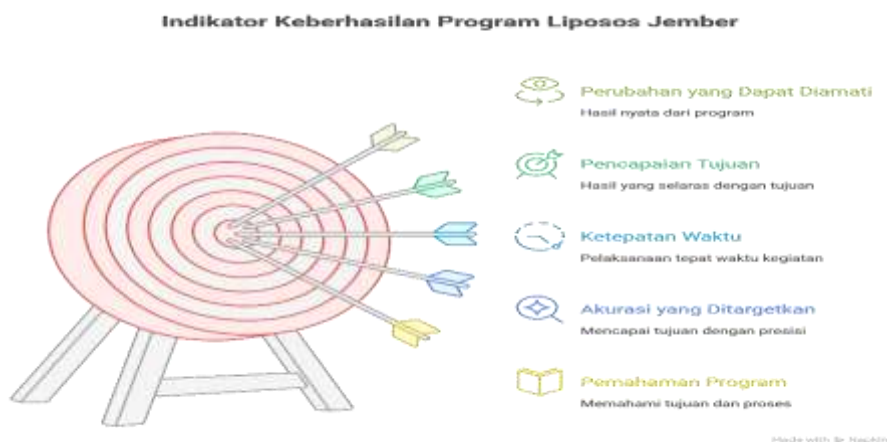 Indikator Keberhasilan Program Liposos Jember
Perubahan yang Dapat Diamati
Hasil nyata dari program
Pencapaian Tujuan
Hasil yang selaras dengan tujuan
Ketepatan Waktu
Pelaksanaan tepat waktu kegiatan
Akurasi yang Ditargetkan
Mencapai tujuan dengan presisi
Pemahaman Program
Memahami tujuan dan proses
Made with